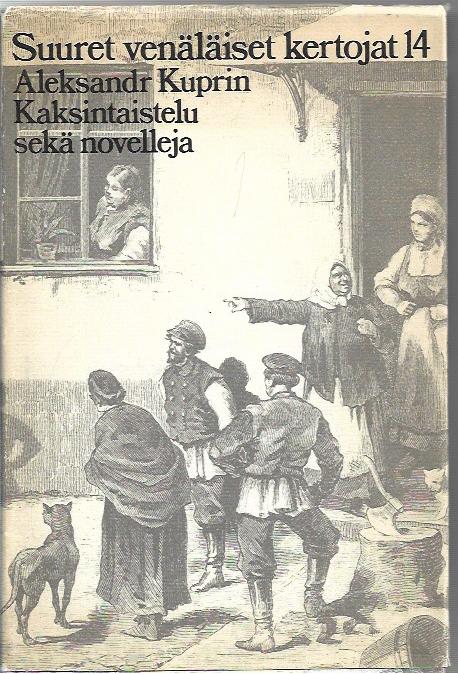 Suuret venäläiset kertojat 14
Aleksandr Kuprin
Kaksintaistelu
sekä novelleja